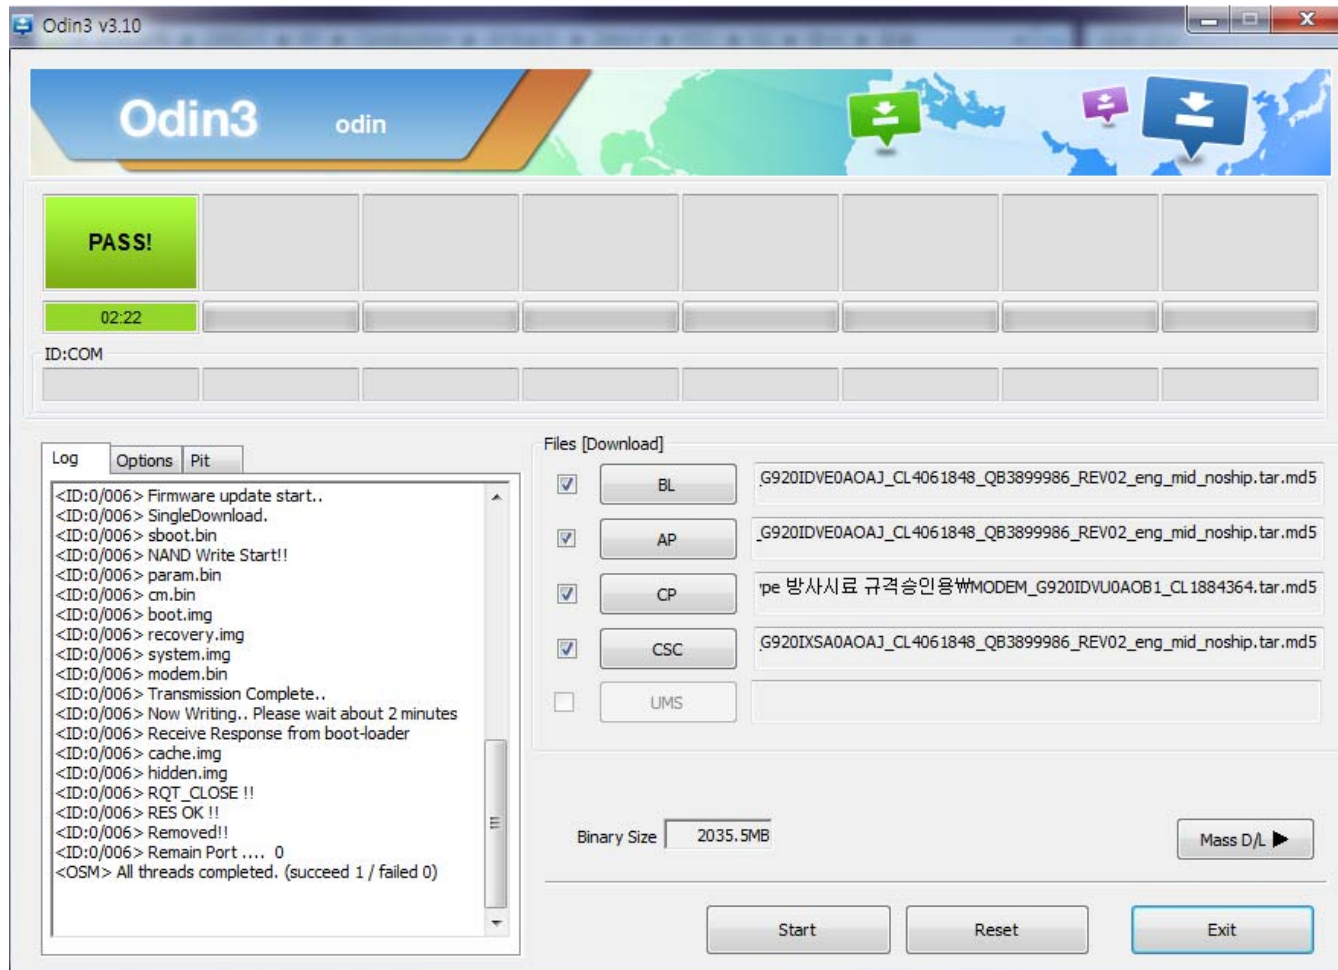 Odin3 v3.10
Odin3 odin
PASS!
02:22
ID:COM
Log Options Pit
<ID:0/006> Firmware update start..
<ID:0/006> SingleDownload.
<ID:0/006> sboot.bin
<ID:0/006> NAND Write Start!!
<ID:0/006> param.bin
<ID:0/006> cm.bin
<ID:0/006> boot.img
<ID:0/006> recovery.img
<ID:0/006> system.img
<ID:0/006> modem.bin
<ID:0/006> Transmission Complete..
<ID:0/006> Now Writing.. Please wait about 2 minutes
<ID:0/006> Receive Response from boot-loader
<ID:0/006> cache.img
<ID:0/006> hidden.img
<ID:0/006> RQT_CLOSE !!
<ID:0/006> RES OK !!
<ID:0/006> Removed!!
<ID:0/006> Remain Port .... 0
<OSM> All threads completed. (succeed 1 / failed 0)
Files [Download]
BL _G920IDVE0AOAJ_CL4061848_QB3899986_REV02_eng_mid_noship.tar.md5
AP _G920IDVE0AOAJ_CL4061848_QB3899986_REV02_eng_mid_noship.tar.md5
CP pe 방사시료 규격승인용₩MODEM_G920IDVU0AOB1_CL1884364.tar.md5
CSC _G920IXSA0AOAJ_CL4061848_QB3899986_REV02_eng_mid_noship.tar.md5
UMS
Binary Size 2035.5MB
Mass D/L ▶
Start Reset Exit